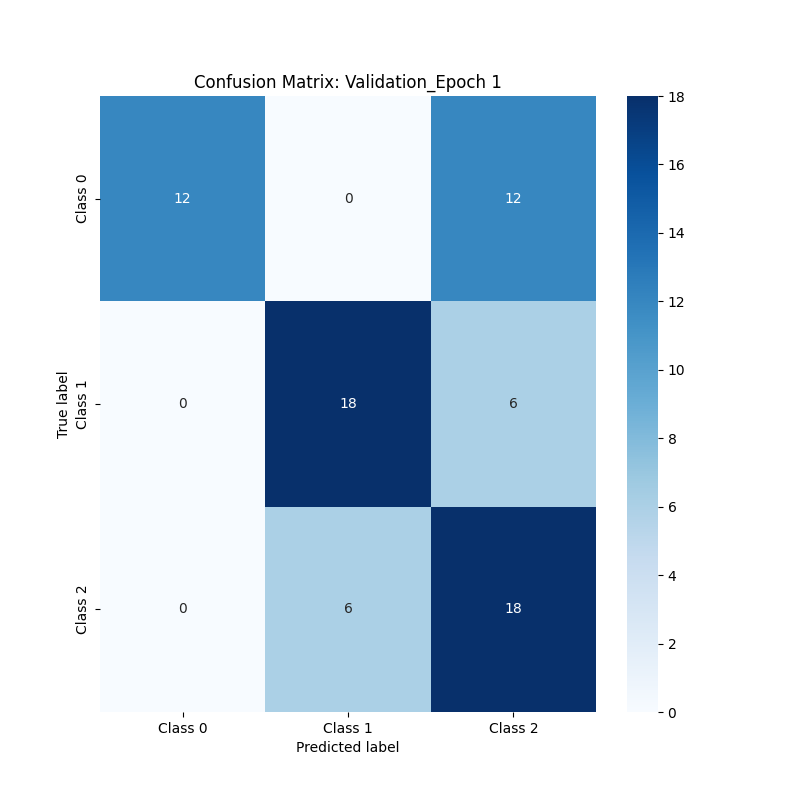 Confusion Matrix: Validation_Epoch 1
True label
Class 0
12
0
12
Class 1
0
18
6
Class 2
0
6
18
Class 0
Class 1
Class 2
Predicted label
18
16
14
12
10
8
6
4
2
0